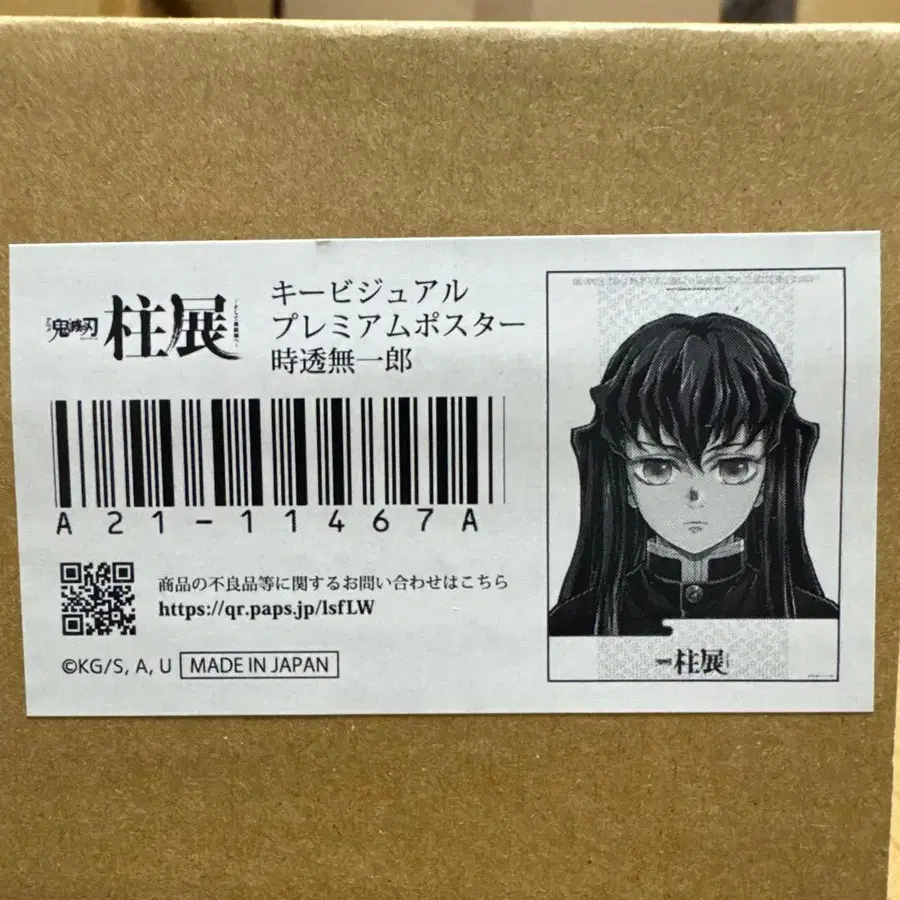 鬼滅の刃 柱展
キービジュアル
プレミアムポスター
時透無一郎
A21-11467A
商品の不良品等に関するお問い合わせはこちら
https://qr.paps.jp/lsfLW
©KG/S, A, U MADE IN JAPAN
柱展